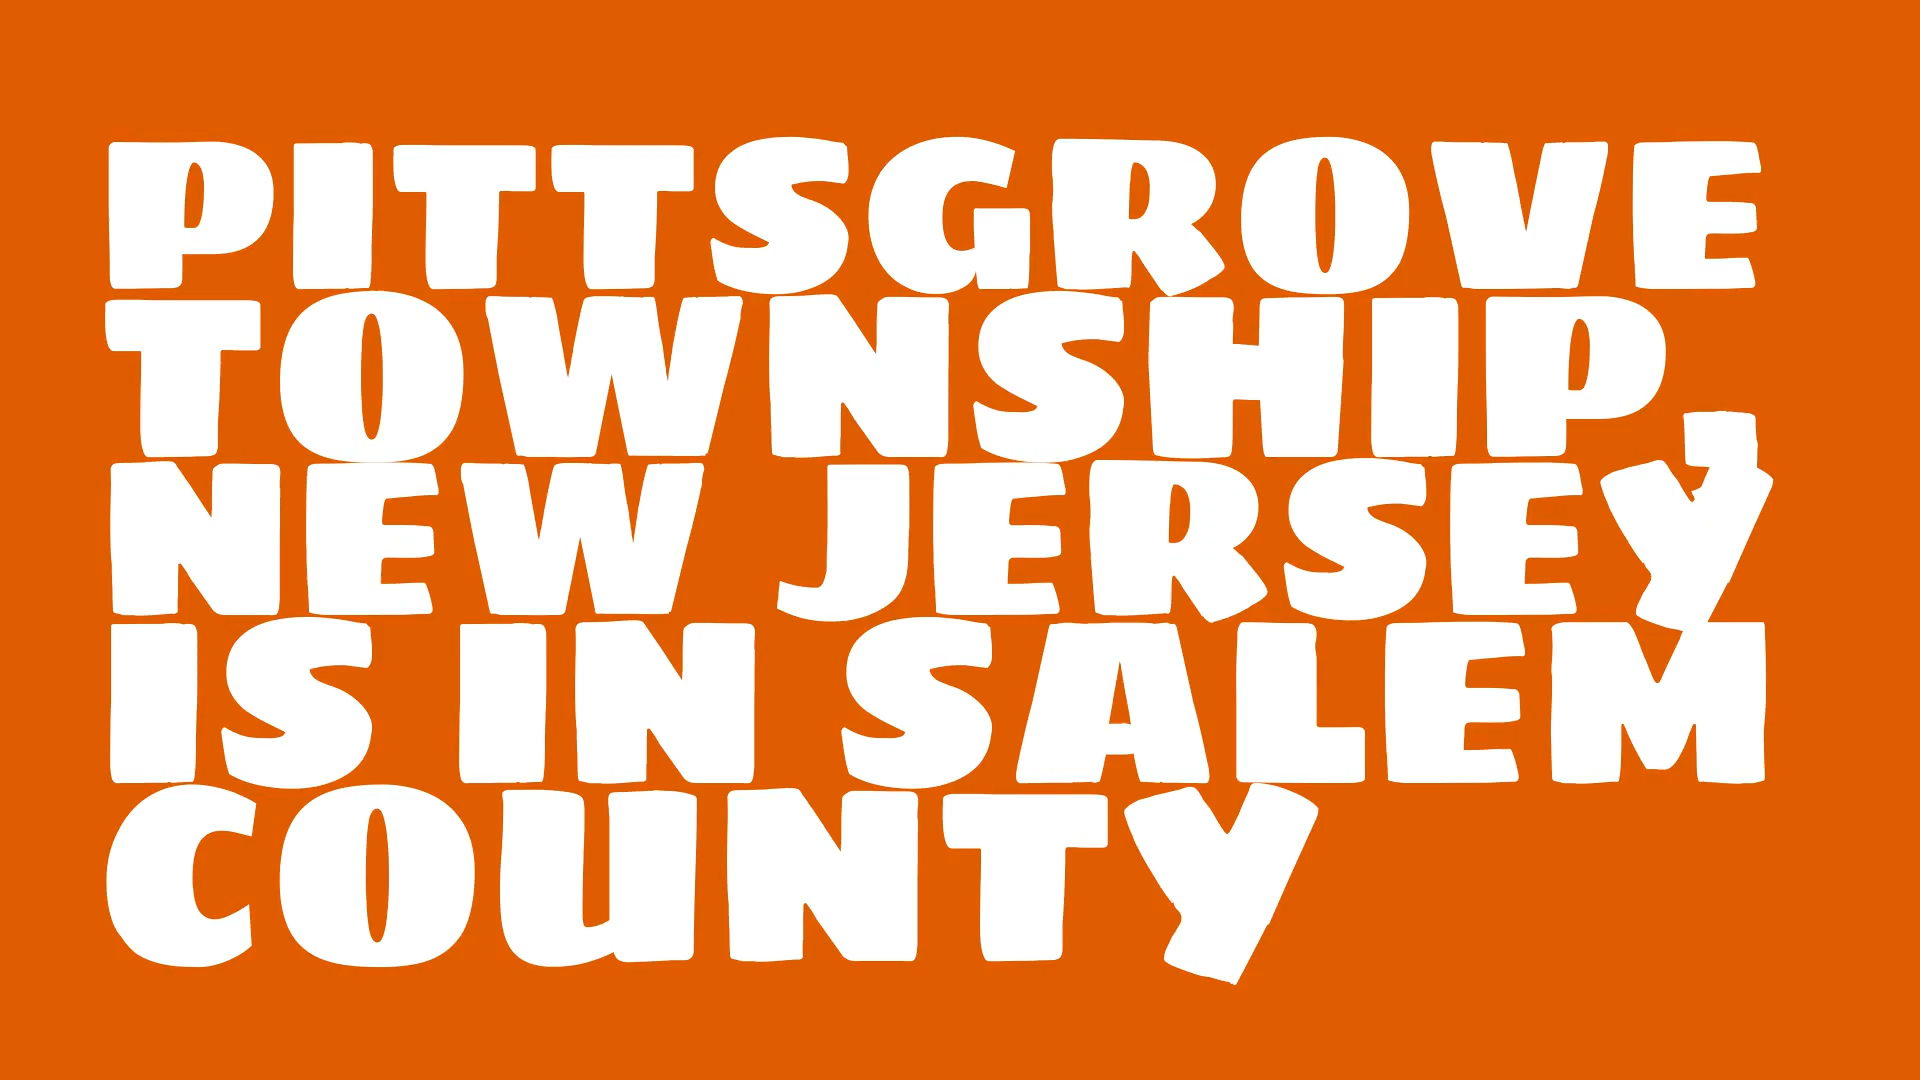 PITTSGROVE
TOWNSHIP,
NEW JERSEY
IS IN SALEM
COUNTY